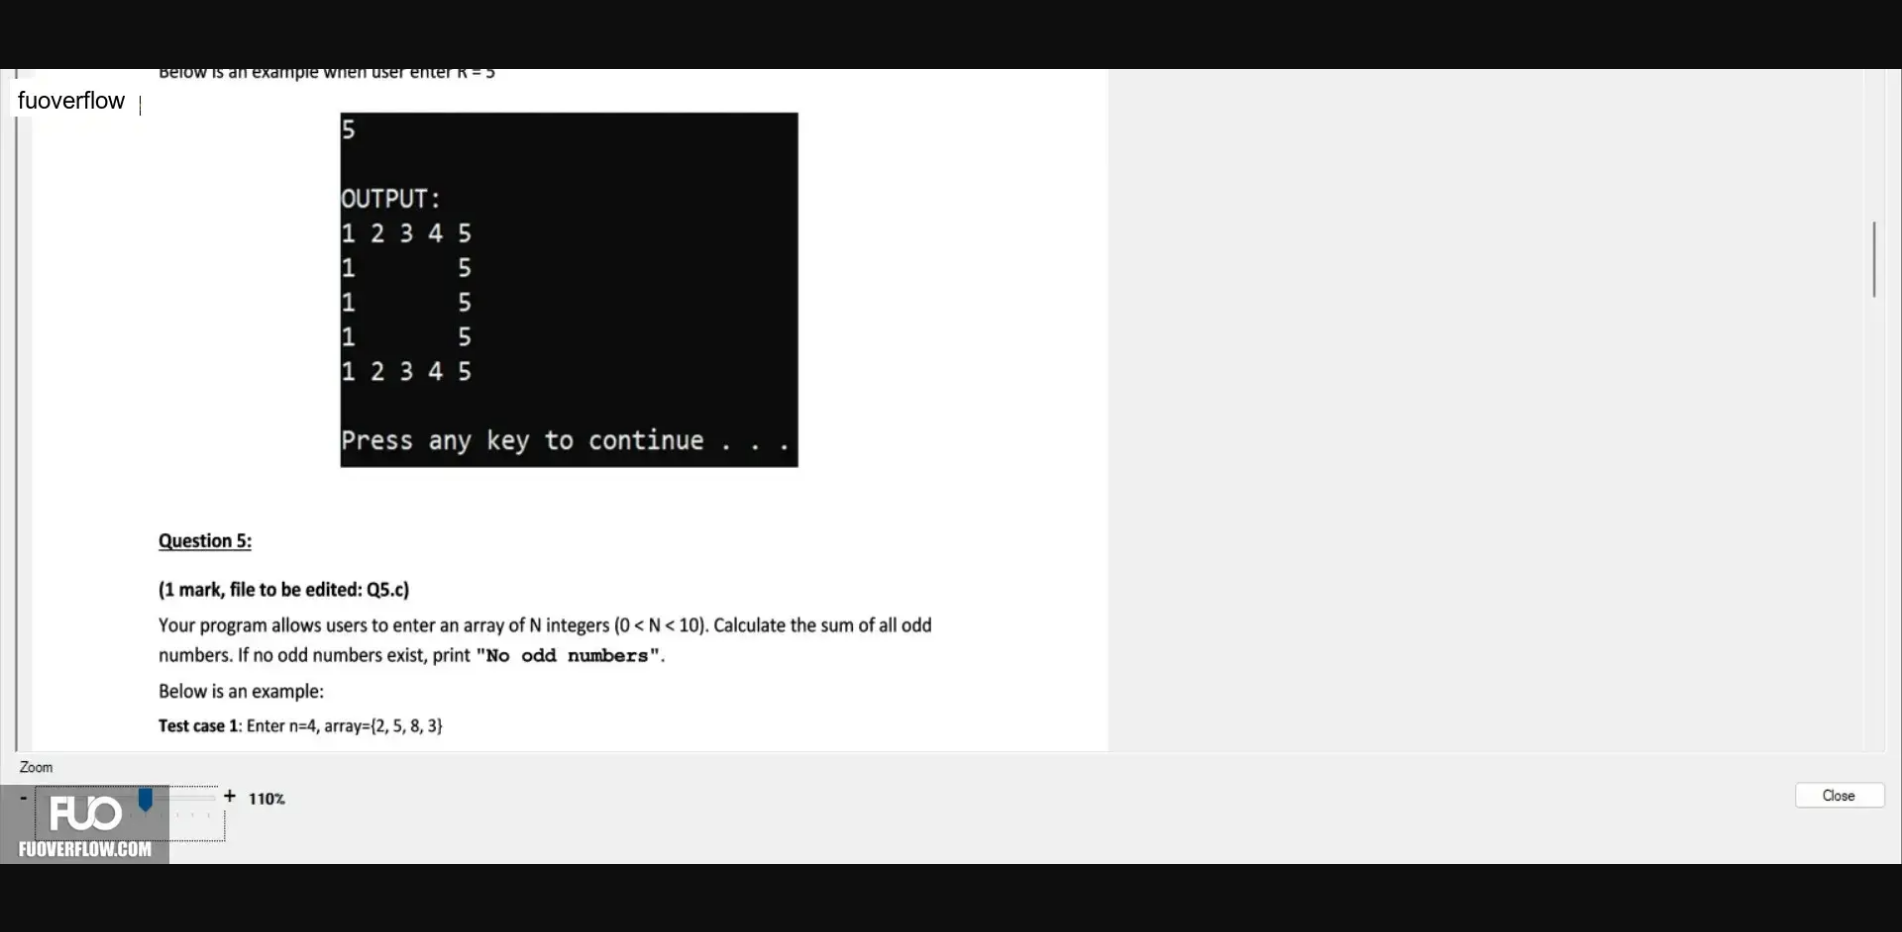 Below is an example when user enter R = 5
fuoverflow
5
OUTPUT:
1 2 3 4 5
1       5
1       5
1       5
1 2 3 4 5
Press any key to continue . . .
Question 5:
(1 mark, file to be edited: Q5.c)
Your program allows users to enter an array of N integers (0 < N < 10). Calculate the sum of all odd
numbers. If no odd numbers exist, print "No odd numbers".
Below is an example:
Test case 1: Enter n=4, array={2, 5, 8, 3}
Zoom
- + 110%
Close
FUO
FUOVERFLOW.COM